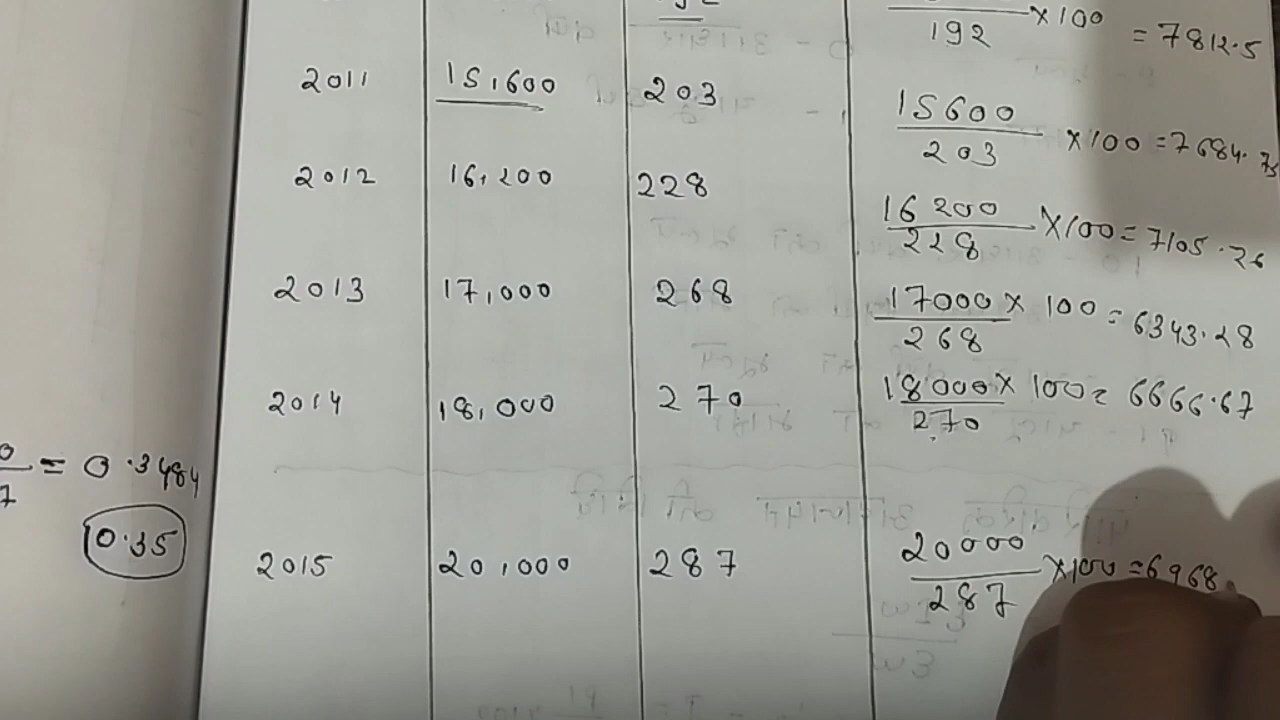 192 ×100 = 7812.5
2011 15,600 203 15600/203 ×100 = 7684.73
2012 16,200 228 16200/228 ×100 = 7105.26
2013 17,000 268 17000/268 × 100 = 6343.28
2014 18,000 270 18000/270 × 100 = 6666.67
= 0.3484
0.35
2015 20,000 287 20000/287 ×100 = 6968